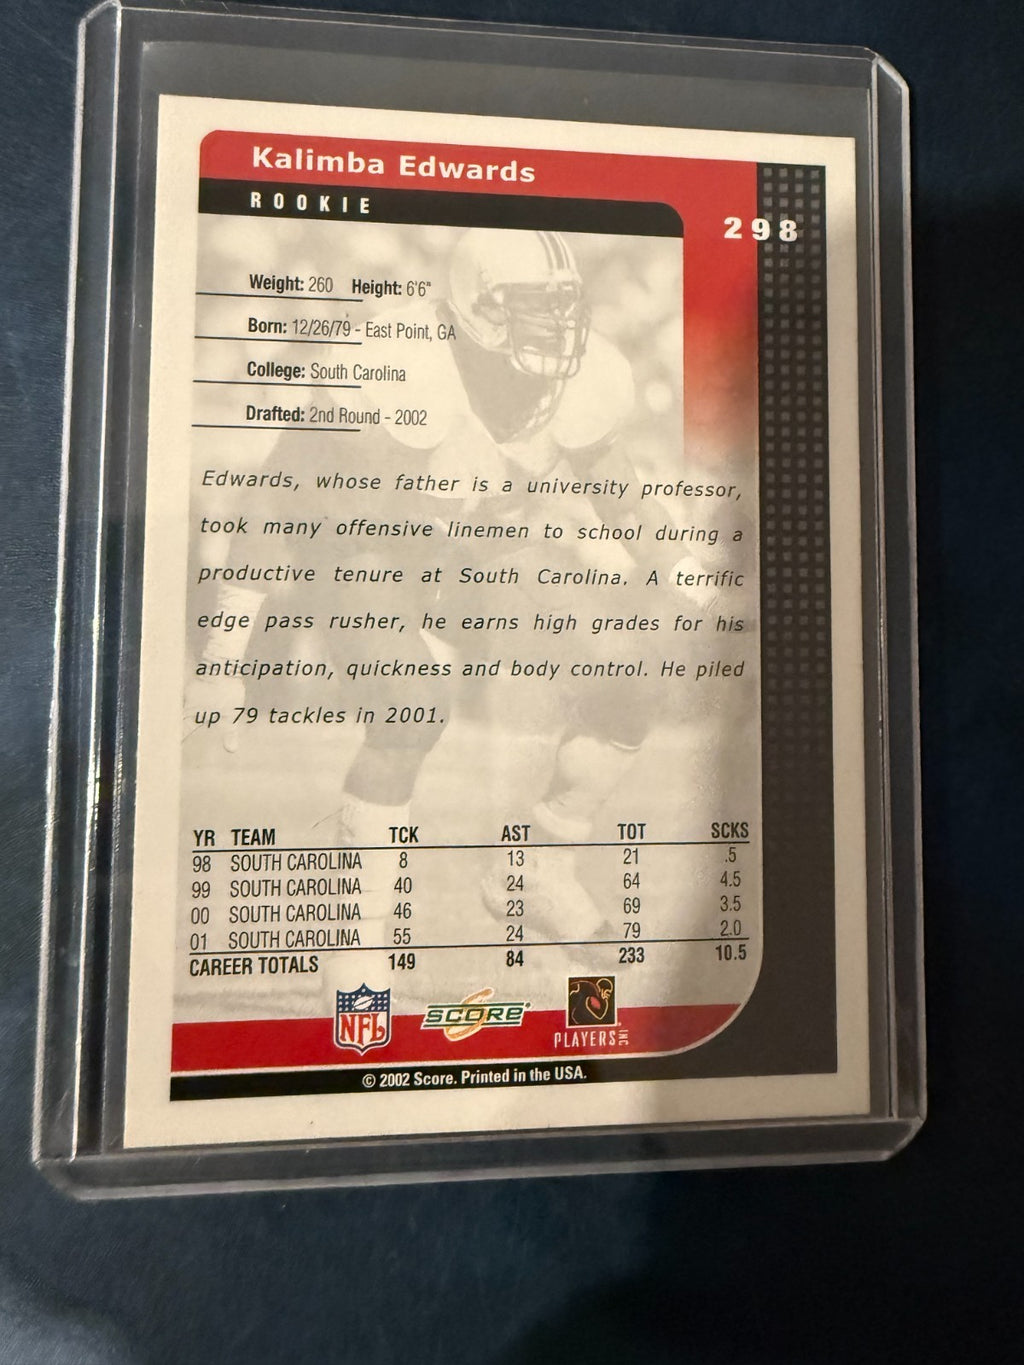 Kalimba Edwards
ROOKIE
298
Weight: 260 Height: 6'6"
Born: 12/26/79 - East Point, GA
College: South Carolina
Drafted: 2nd Round - 2002
Edwards, whose father is a university professor,
took many offensive linemen to school during a
productive tenure at South Carolina. A terrific
edge pass rusher, he earns high grades for his
anticipation, quickness and body control. He piled
up 79 tackles in 2001.
YR TEAM TCK AST TOT SCKS
98 SOUTH CAROLINA 8 13 21 .5
99 SOUTH CAROLINA 40 24 64 4.5
00 SOUTH CAROLINA 46 23 69 3.5
01 SOUTH CAROLINA 55 24 79 2.0
CAREER TOTALS 149 84 233 10.5
NFL SCORE PLAYERS INC
© 2002 Score. Printed in the USA.